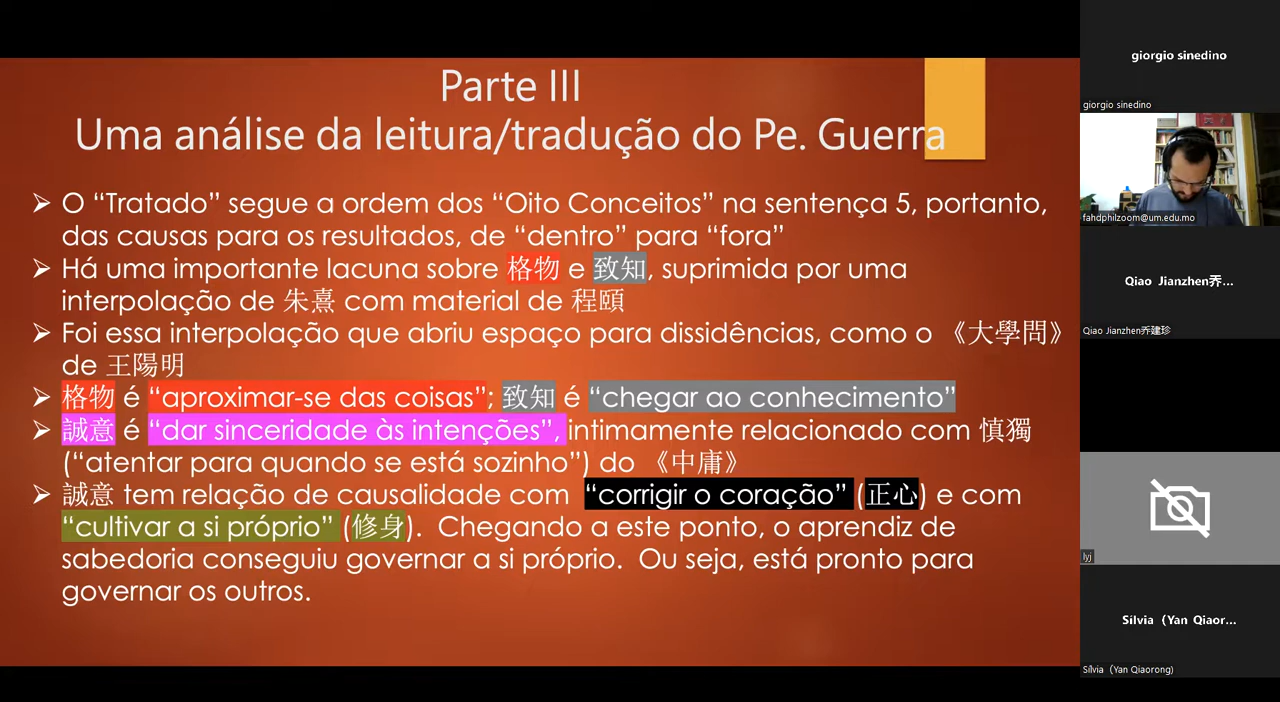 Parte III
Uma análise da leitura/tradução do Pe. Guerra
O “Tratado” segue a ordem dos “Oito Conceitos” na sentença 5, portanto,
das causas para os resultados, de “dentro” para “fora”
Há uma importante lacuna sobre 格物 e 致知, suprimida por uma
interpolação de 朱熹 com material de 程頤
Foi essa interpolação que abriu espaço para dissidências, como o 《大學問》
de 王陽明
格物 é “aproximar-se das coisas”; 致知 é “chegar ao conhecimento”
誠意 é “dar sinceridade às intenções”, intimamente relacionado com 慎獨
(“atentar para quando se está sozinho”) do 《中庸》
誠意 tem relação de causalidade com “corrigir o coração” (正心) e com
“cultivar a si próprio” (修身). Chegando a este ponto, o aprendiz de
sabedoria conseguiu governar a si próprio. Ou seja, está pronto para
governar os outros.
giorgio sinedino
giorgio sinedino
fahdphilzoom@um.edu.mo
Qiao Jianzhen乔...
Qiao Jianzhen乔建珍
lyj
Sílvia（Yan Qiaor...
Sílvia（Yan Qiaorong)